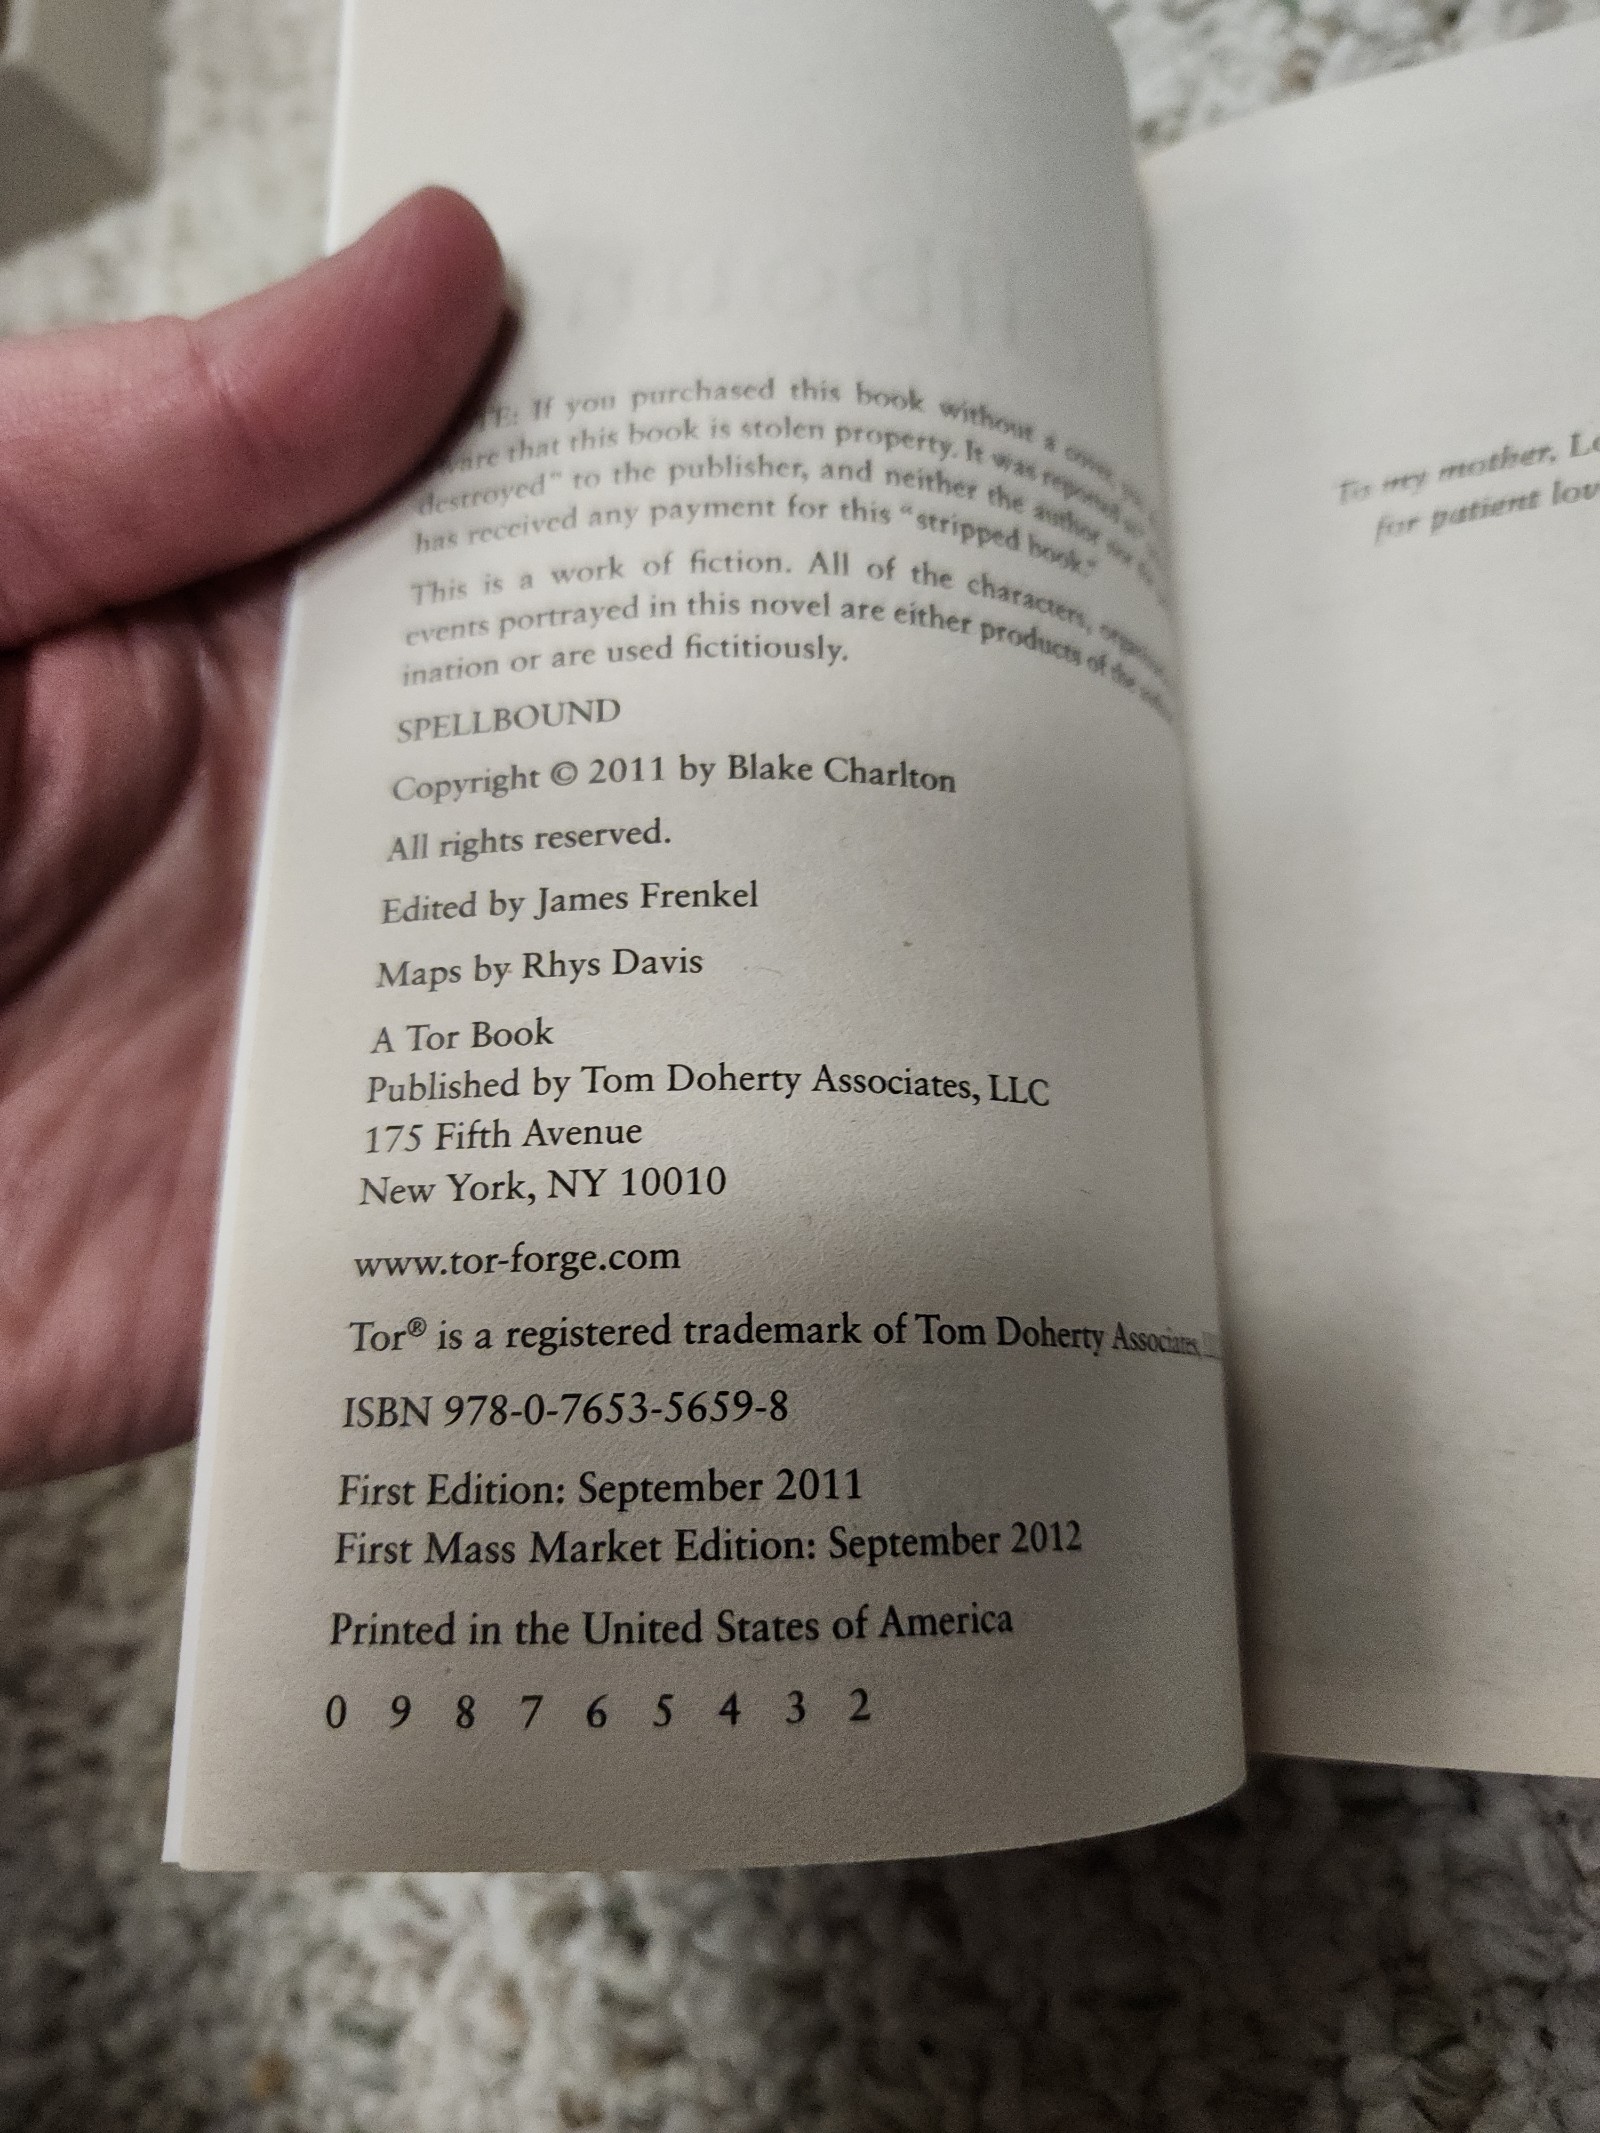 If you purchased this book without a cover,
that this book is stolen property. It was reported
destroyed" to the publisher, and neither the author nor
has received any payment for this "stripped book."
This is a work of fiction. All of the characters,
events portrayed in this novel are either products of the
ination or are used fictitiously.
SPELLBOUND
Copyright © 2011 by Blake Charlton
All rights reserved.
Edited by James Frenkel
Maps by Rhys Davis
A Tor Book
Published by Tom Doherty Associates, LLC
175 Fifth Avenue
New York, NY 10010
www.tor-forge.com
Tor® is a registered trademark of Tom Doherty Associates,
ISBN 978-0-7653-5659-8
First Edition: September 2011
First Mass Market Edition: September 2012
Printed in the United States of America
0 9 8 7 6 5 4 3 2
To my mother,
for patient